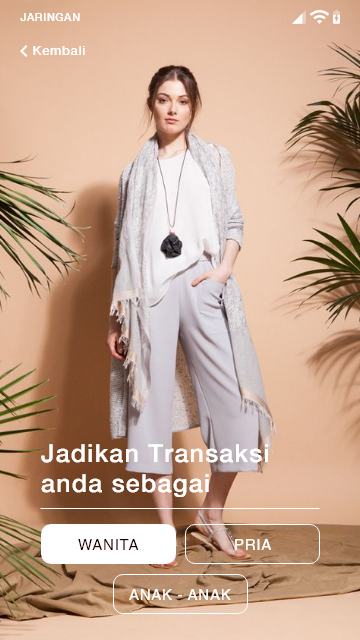 JARINGAN
Kembali
Jadikan Transaksi
anda sebagai
WANITA
PRIA
ANAK - ANAK